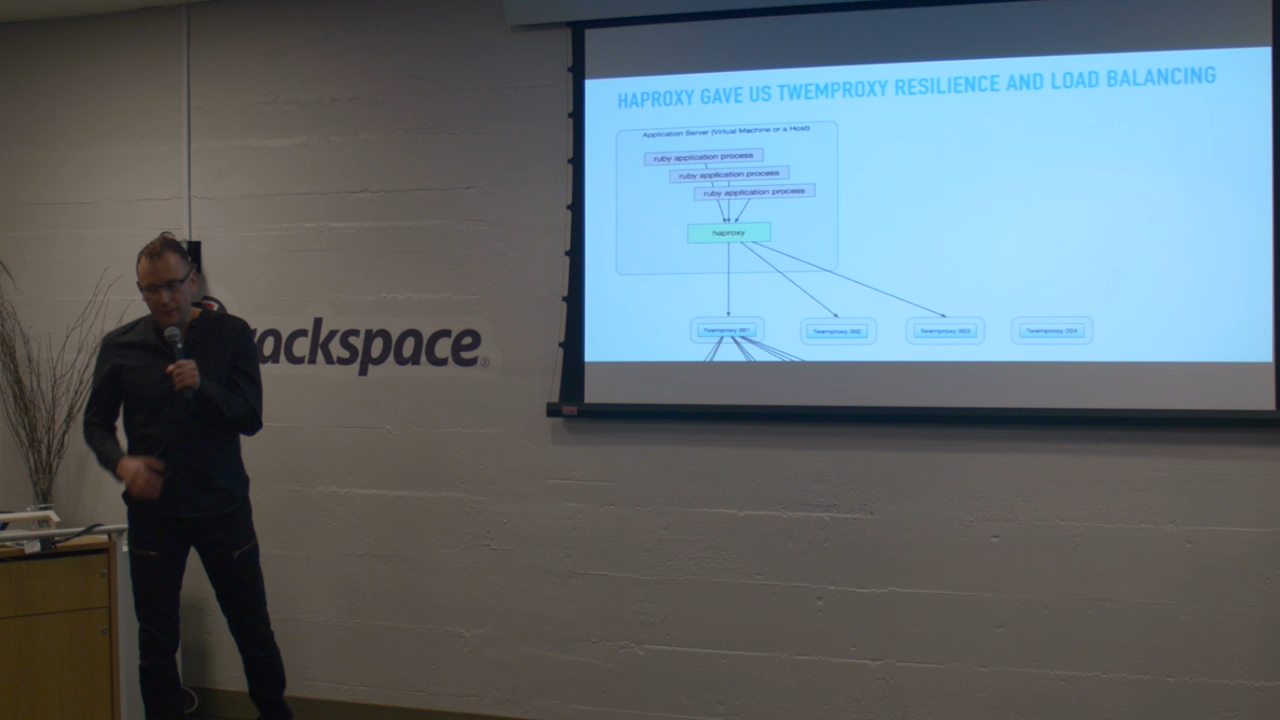 HAPROXY GAVE US TWEMPROXY RESILIENCE AND LOAD BALANCING
Application Server (Virtual Machine or a Host)
ruby application process
ruby application process
ruby application process
haproxy
Twemproxy 001
Twemproxy 002
Twemproxy 003
Twemproxy 004
rackspace®